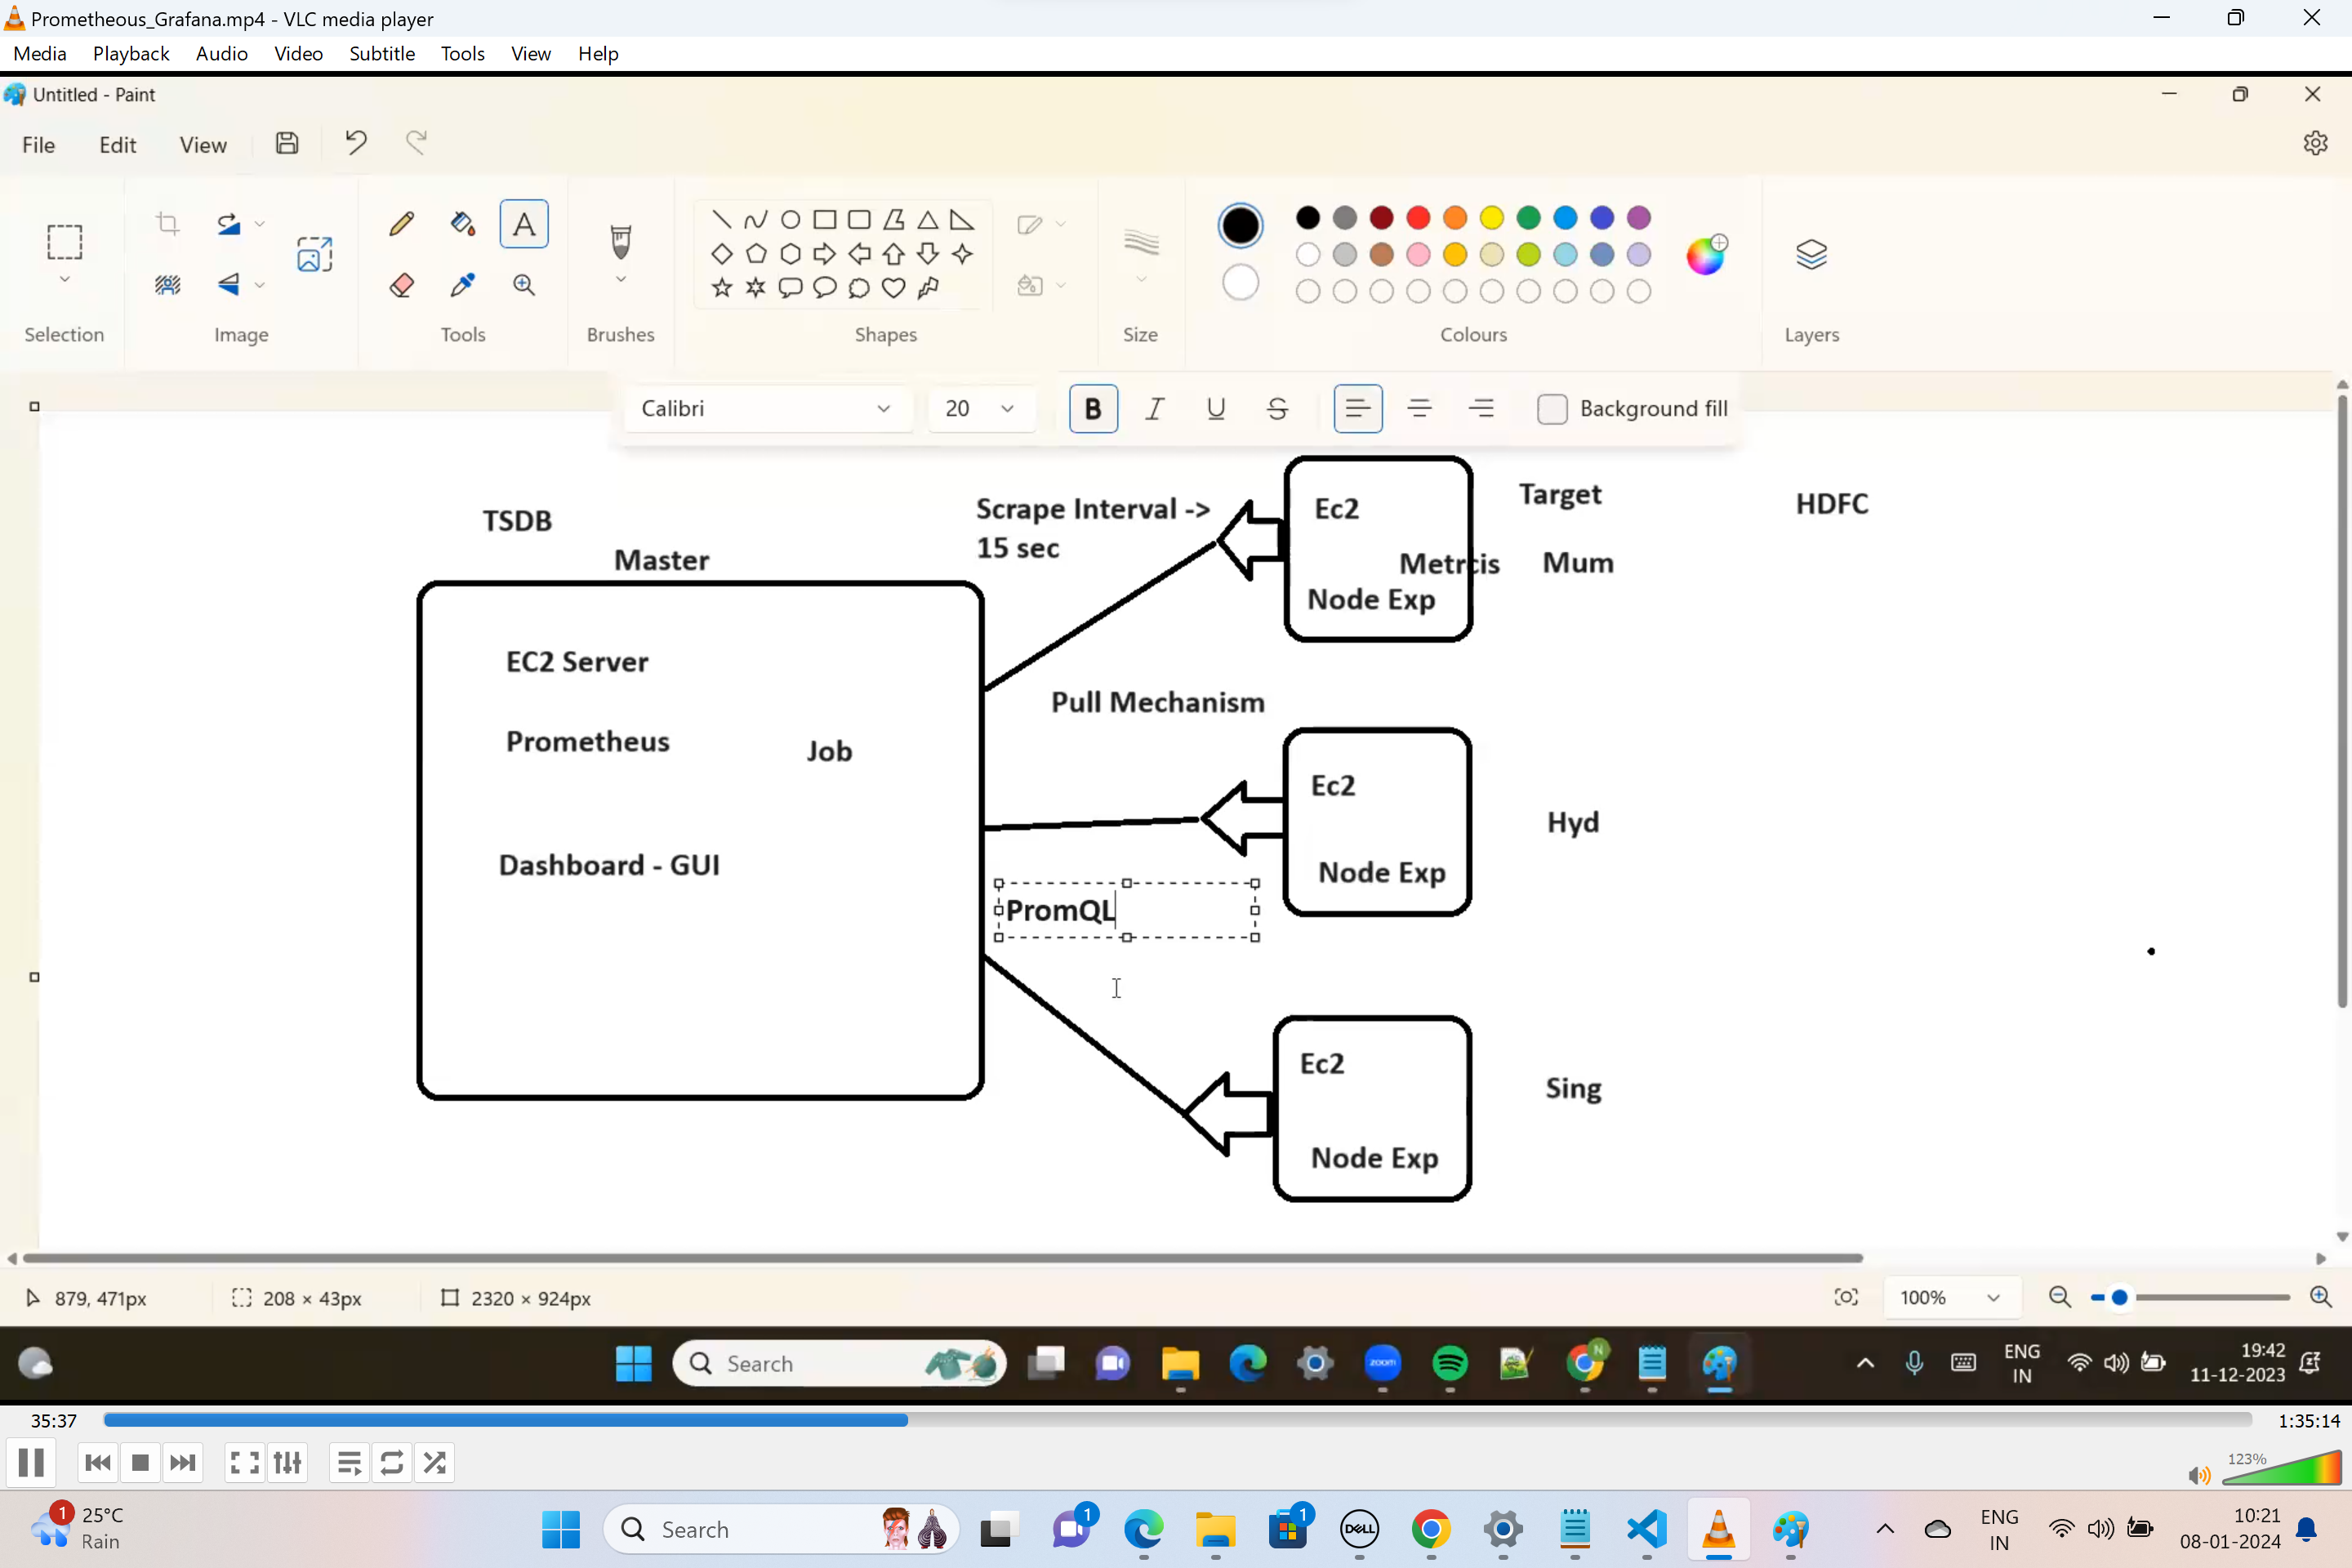 Prometheous_Grafana.mp4 - VLC media player
Media Playback Audio Video Subtitle Tools View Help
Untitled - Paint
File Edit View
Selection Image Tools Brushes Shapes Size Colours Layers
A
Calibri 20 B I U S Background fill
TSDB
Master
Scrape Interval ->
15 sec
Ec2
Metrcis
Node Exp
Target
Mum
HDFC
EC2 Server
Prometheus
Job
Dashboard - GUI
Pull Mechanism
Ec2
Node Exp
Hyd
PromQL
Ec2
Node Exp
Sing
879, 471px 208 × 43px 2320 × 924px 100%
Search
zoom
N
ENG
IN
19:42
11-12-2023
35:37 1:35:14
123%
1
25°C
Rain
Search
1
1
DELL
ENG
IN
10:21
08-01-2024